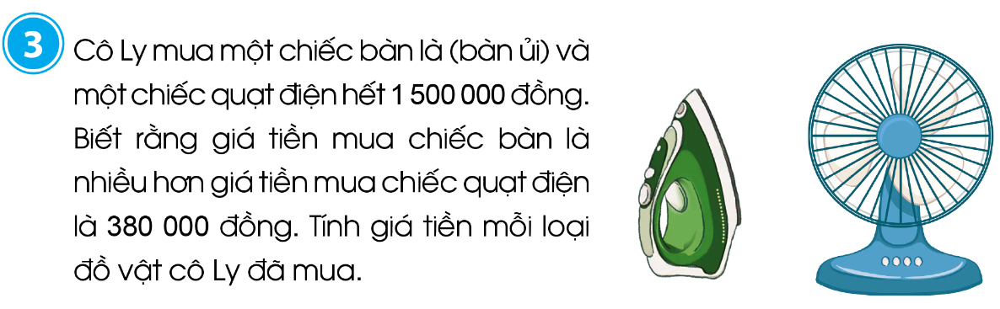 3
Cô Ly mua một chiếc bàn là (bàn ủi) và
một chiếc quạt điện hết 1 500 000 đồng.
Biết rằng giá tiền mua chiếc bàn là
nhiều hơn giá tiền mua chiếc quạt điện
là 380 000 đồng. Tính giá tiền mỗi loại
đồ vật cô Ly đã mua.